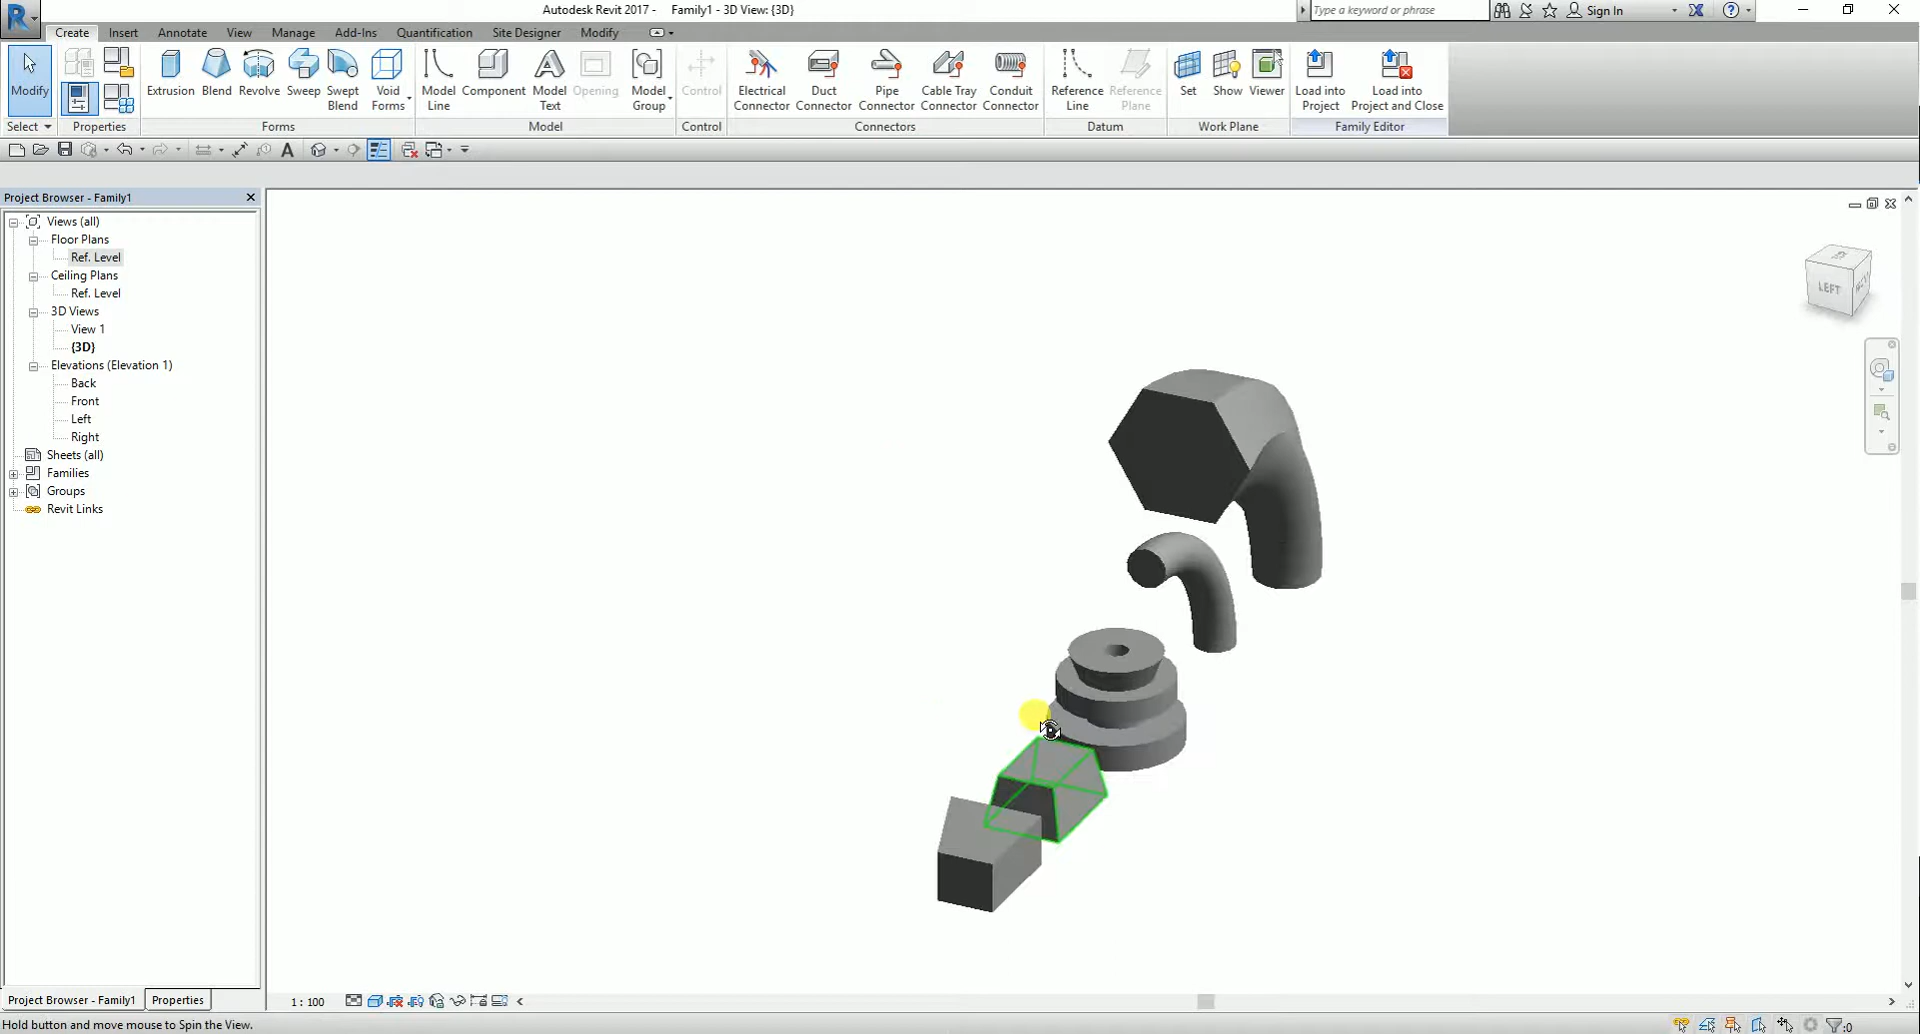 Autodesk Revit 2017 - Family1 - 3D View: {3D}
Type a keyword or phrase
Sign In
Create Insert Annotate View Manage Add-Ins Quantification Site Designer Modify
Modify
Extrusion Blend Revolve Sweep Swept Blend Void Forms
Model Line Component Model Text Opening Model Group
Control
Electrical Connector Duct Connector Pipe Connector Cable Tray Connector Conduit Connector
Reference Line Reference Plane
Set Show Viewer
Load into Project Load into Project and Close
Select Properties Forms Model Control Connectors Datum Work Plane Family Editor
Project Browser - Family1
Views (all)
Floor Plans
Ref. Level
Ceiling Plans
Ref. Level
3D Views
View 1
{3D}
Elevations (Elevation 1)
Back
Front
Left
Right
Sheets (all)
Families
Groups
Revit Links
LEFT
Project Browser - Family1 Properties
1 : 100
Hold button and move mouse to Spin the View.
:0